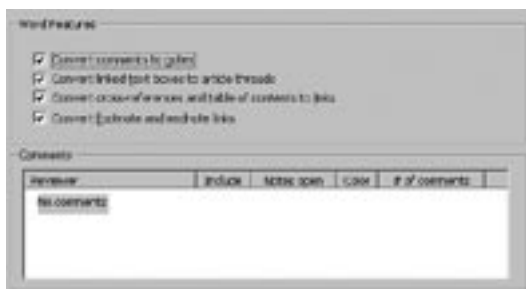 Word Features
Convert comments to notes
Convert linked text boxes to article threads
Convert cross-references and table of contents to links
Convert footnote and endnote links
Comments
Reviewer Include Notes open Color # of comments
No comments